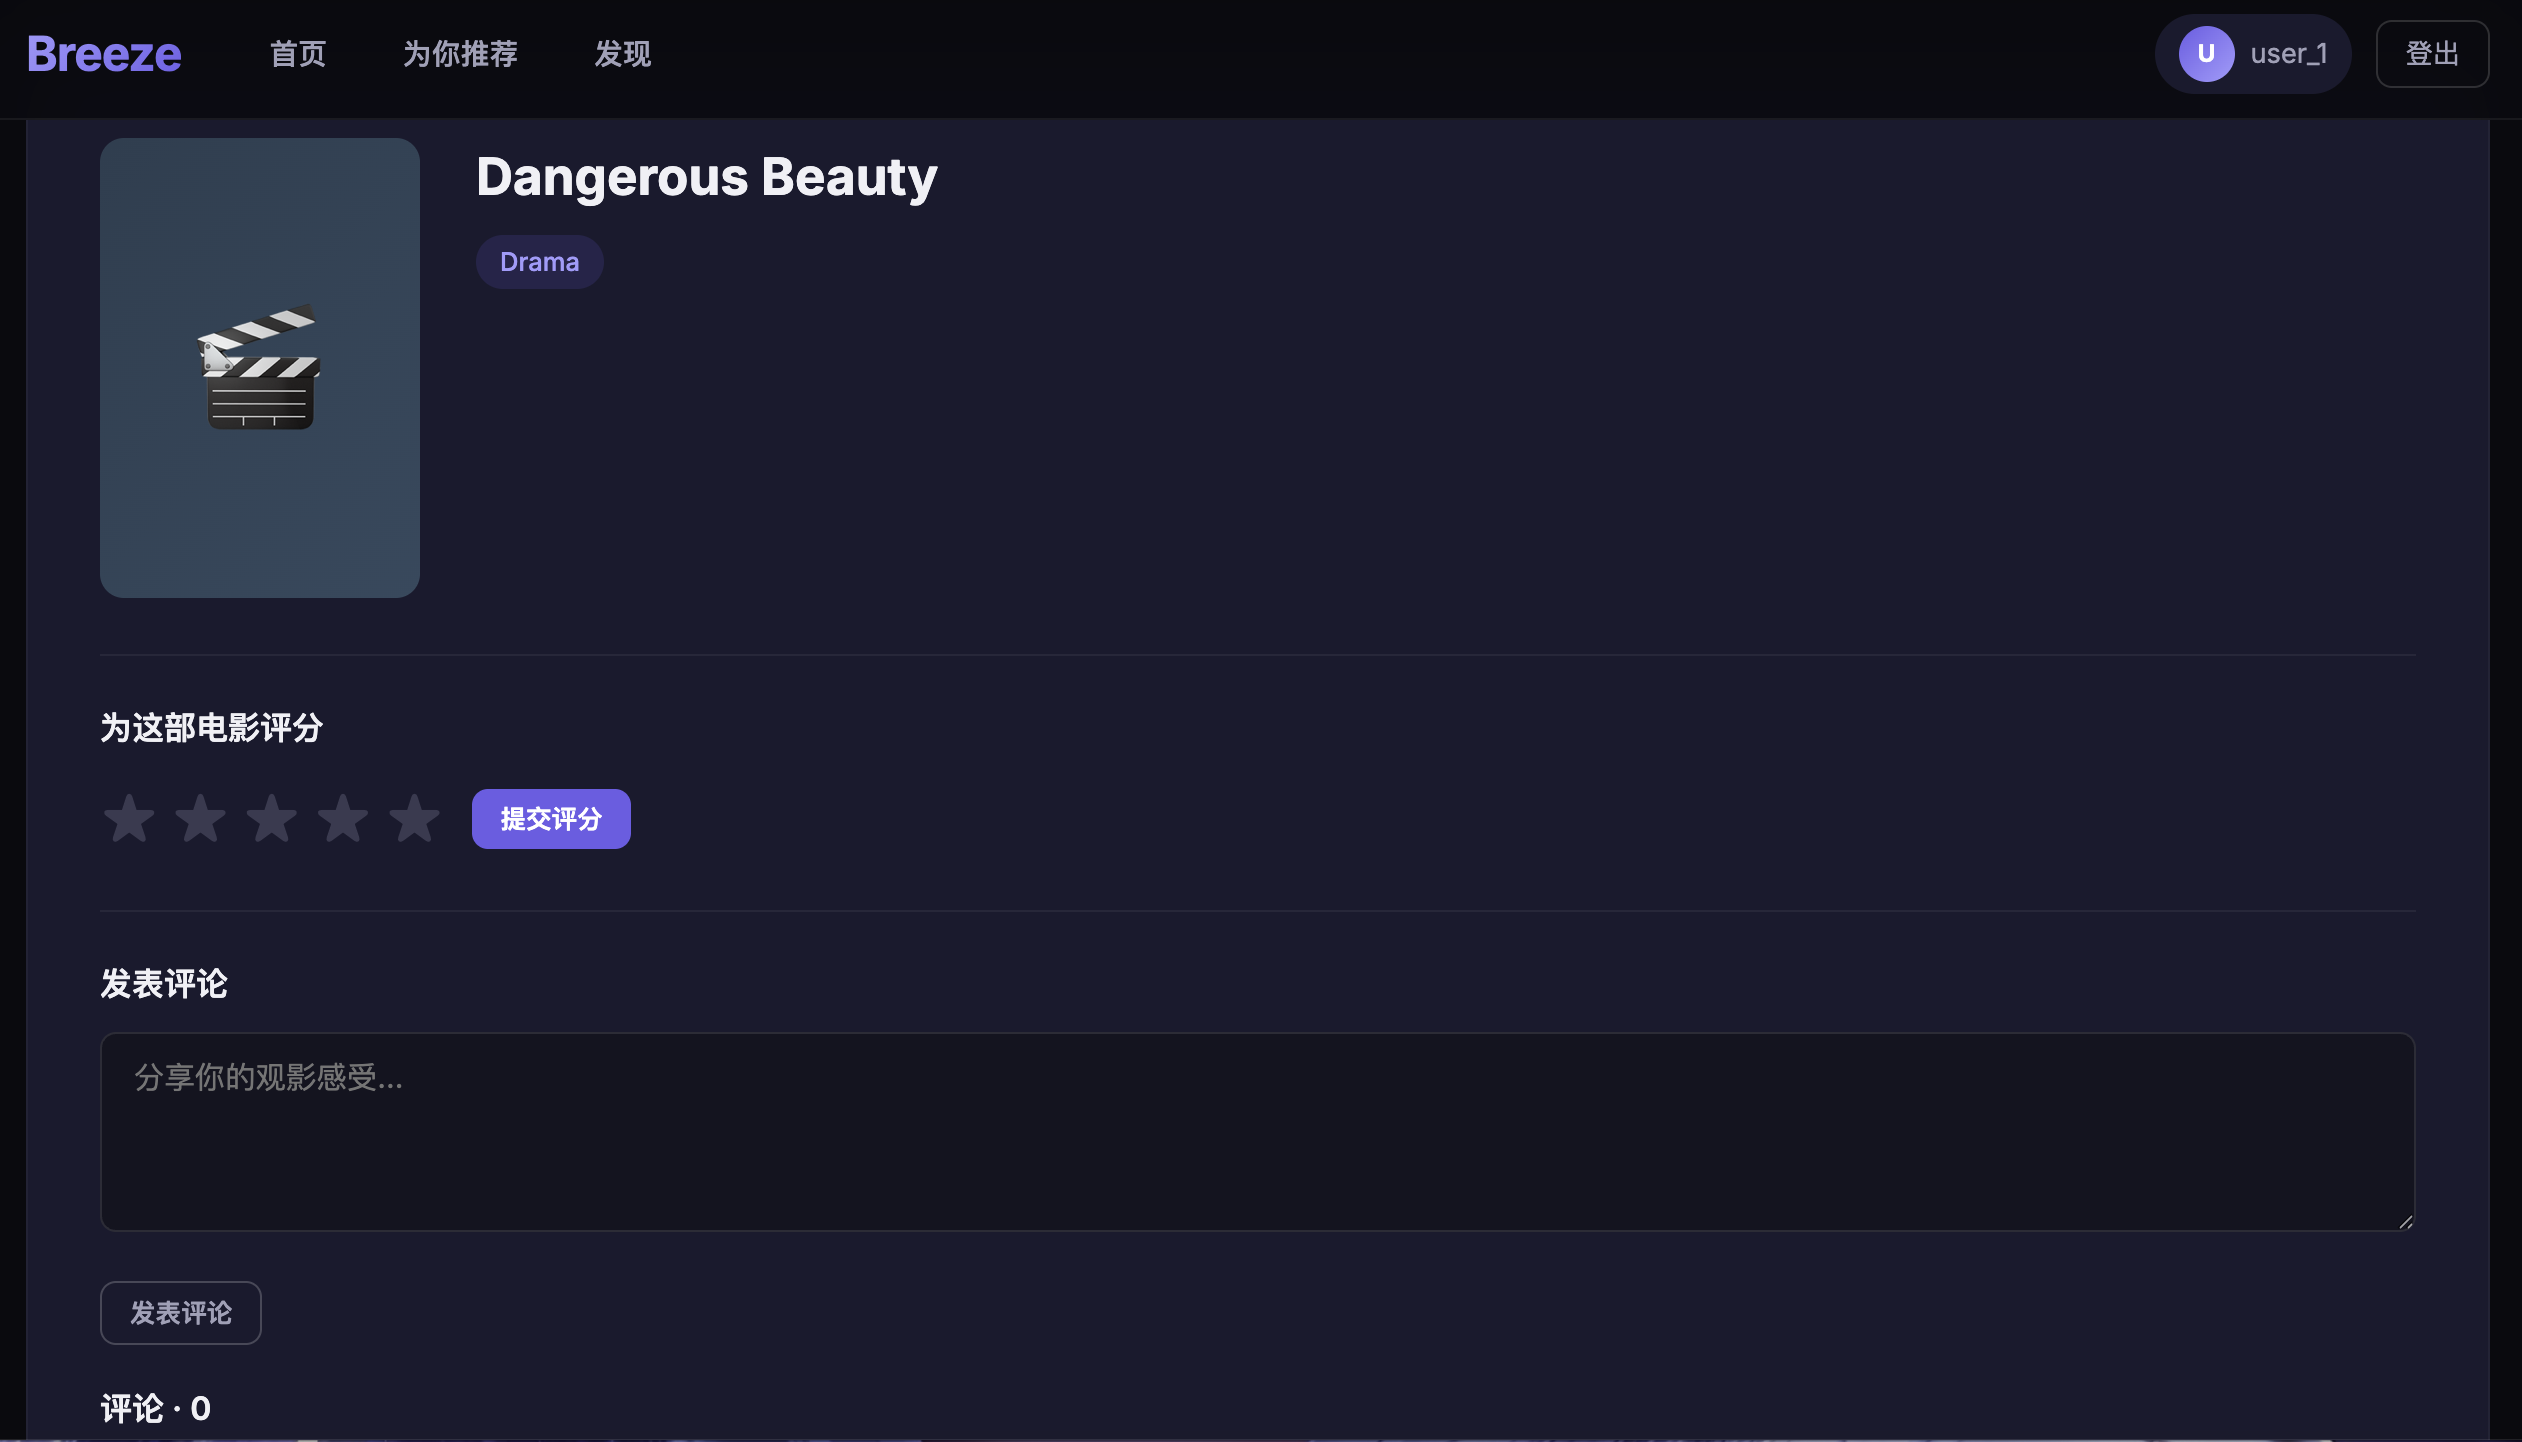 Breeze
首页
为你推荐
发现
U
user_1
登出
Dangerous Beauty
Drama
为这部电影评分
提交评分
发表评论
分享你的观影感受...
发表评论
评论 · 0